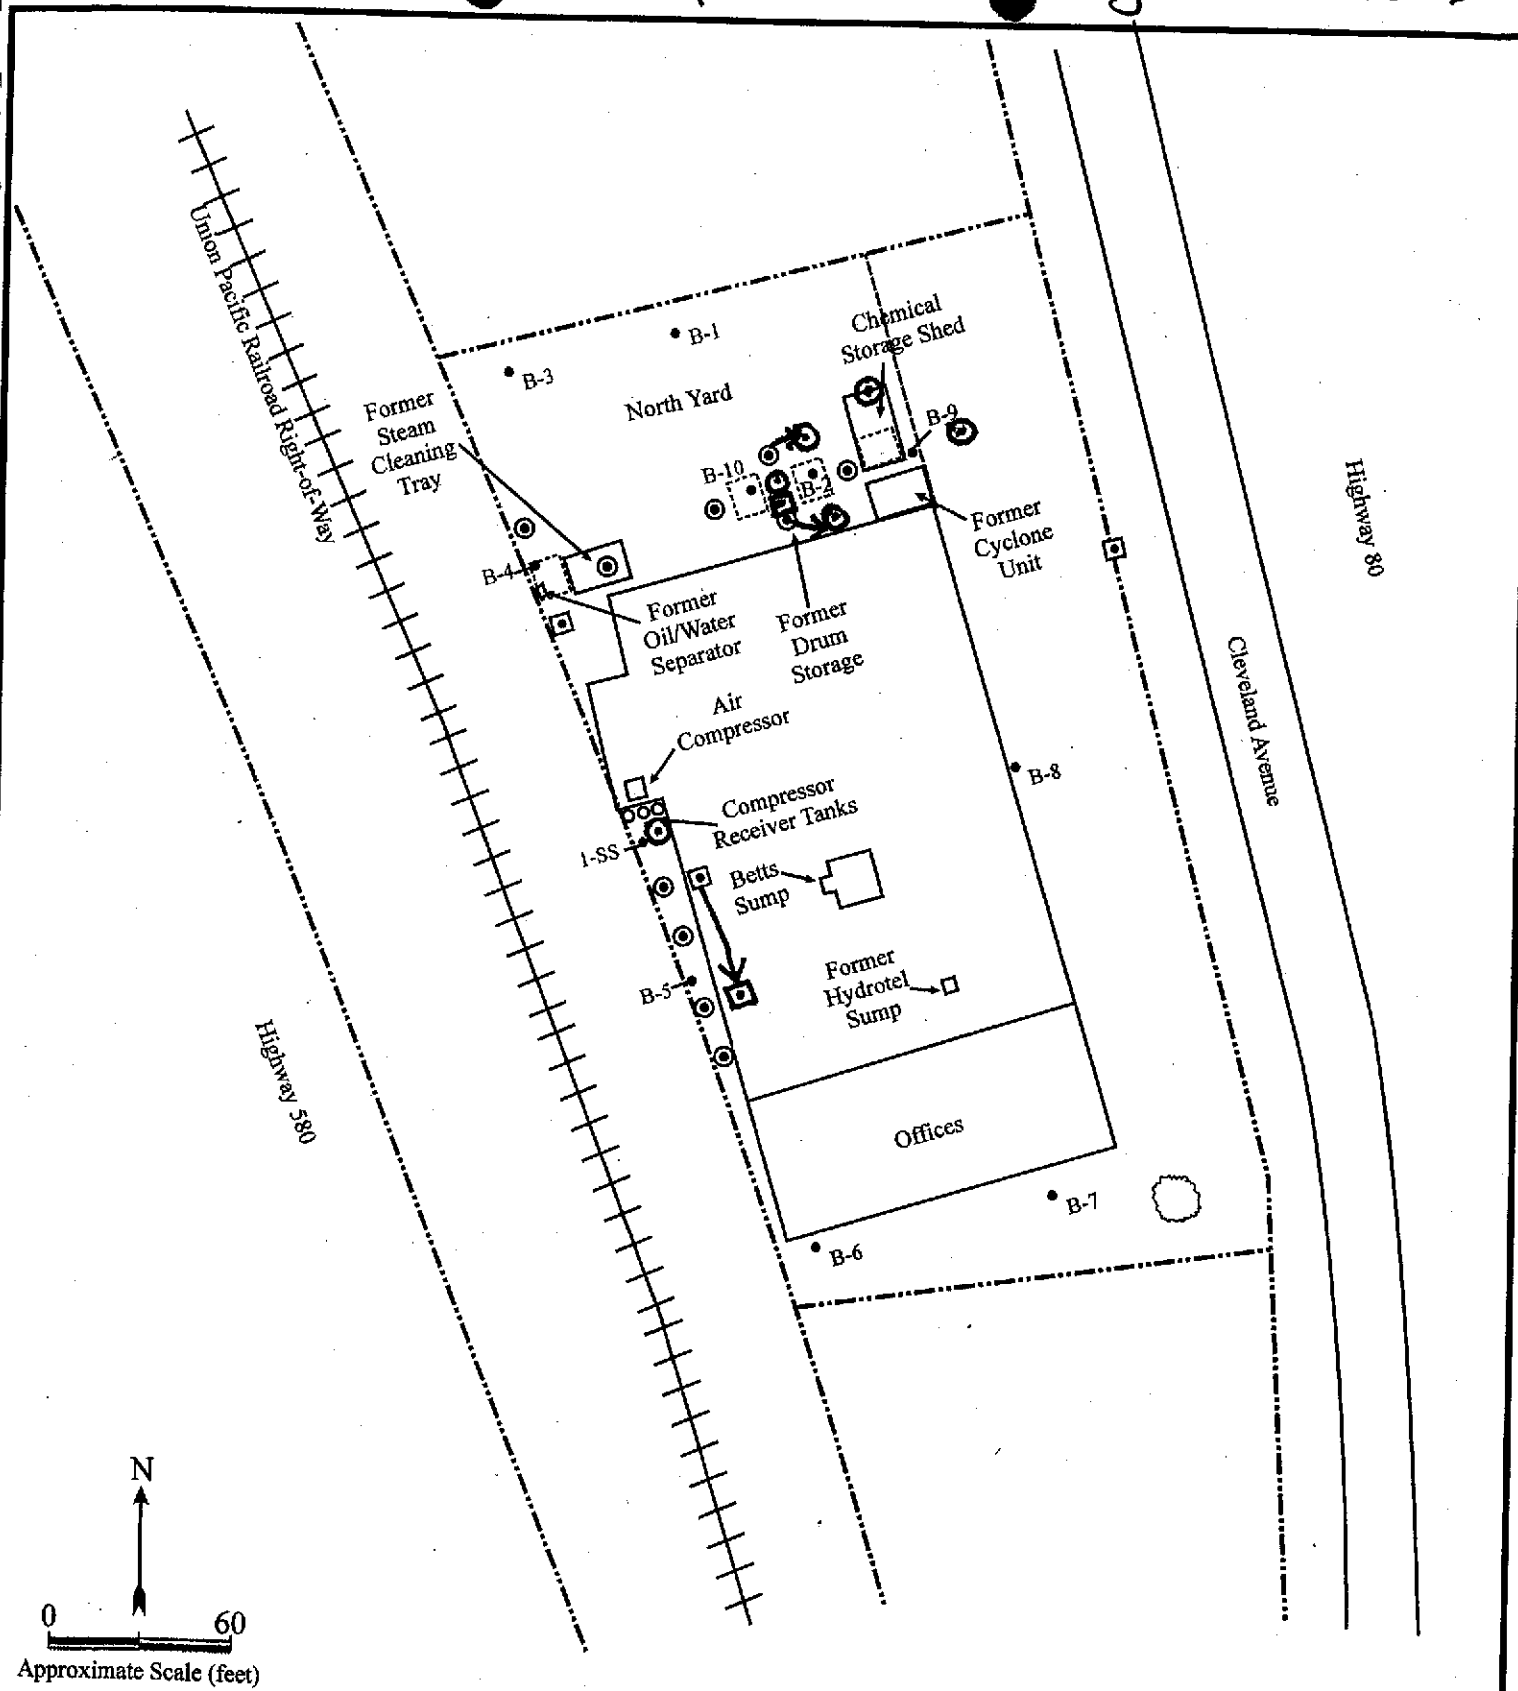 B-1
B-3
North Yard
Chemical
Storage Shed
B-9
Former
Steam
Cleaning
Tray
B-10
B-2
Union Pacific Railroad Right-of-Way
Former
Cyclone
Unit
Highway 80
B-4
Former
Oil/Water
Separator
Former
Drum
Storage
Air
Compressor
Cleveland Avenue
B-8
Compressor
Receiver Tanks
1-SS
Betts
Sump
B-5
Former
Hydrotel
Sump
Highway 580
Offices
B-7
B-6
N
0 60
Approximate Scale (feet)